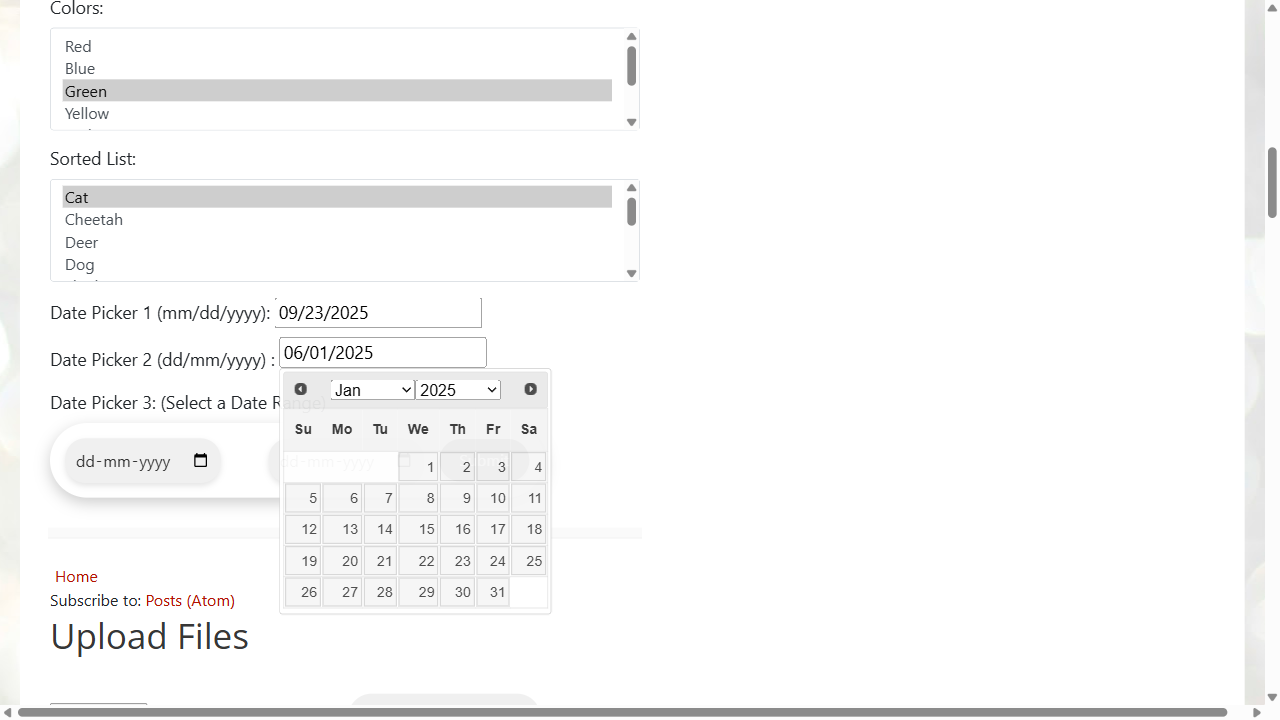 Colors:
Red
Blue
Green
Yellow
Sorted List:
Cat
Cheetah
Deer
Dog
Date Picker 1 (mm/dd/yyyy): 09/23/2025
Date Picker 2 (dd/mm/yyyy) : 06/01/2025
Jan 2025
Date Picker 3: (Select a Date Range)
Su Mo Tu We Th Fr Sa
dd-mm-yyyy dd-mm-yyyy
1 2 3 4
5 6 7 8 9 10 11
12 13 14 15 16 17 18
19 20 21 22 23 24 25
26 27 28 29 30 31
Home
Subscribe to: Posts (Atom)
Upload Files